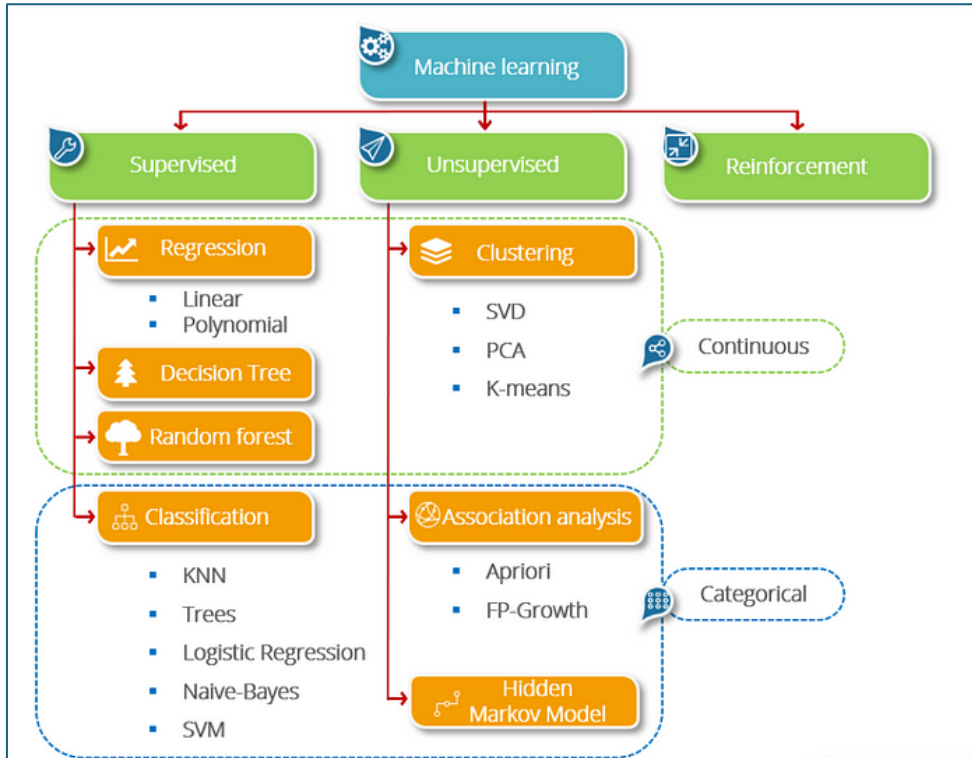 Machine learning
Supervised
Unsupervised
Reinforcement
Regression
Linear
Polynomial
Decision Tree
Random forest
Clustering
SVD
PCA
K-means
Continuous
Classification
KNN
Trees
Logistic Regression
Naive-Bayes
SVM
Association analysis
Apriori
FP-Growth
Hidden
Markov Model
Categorical